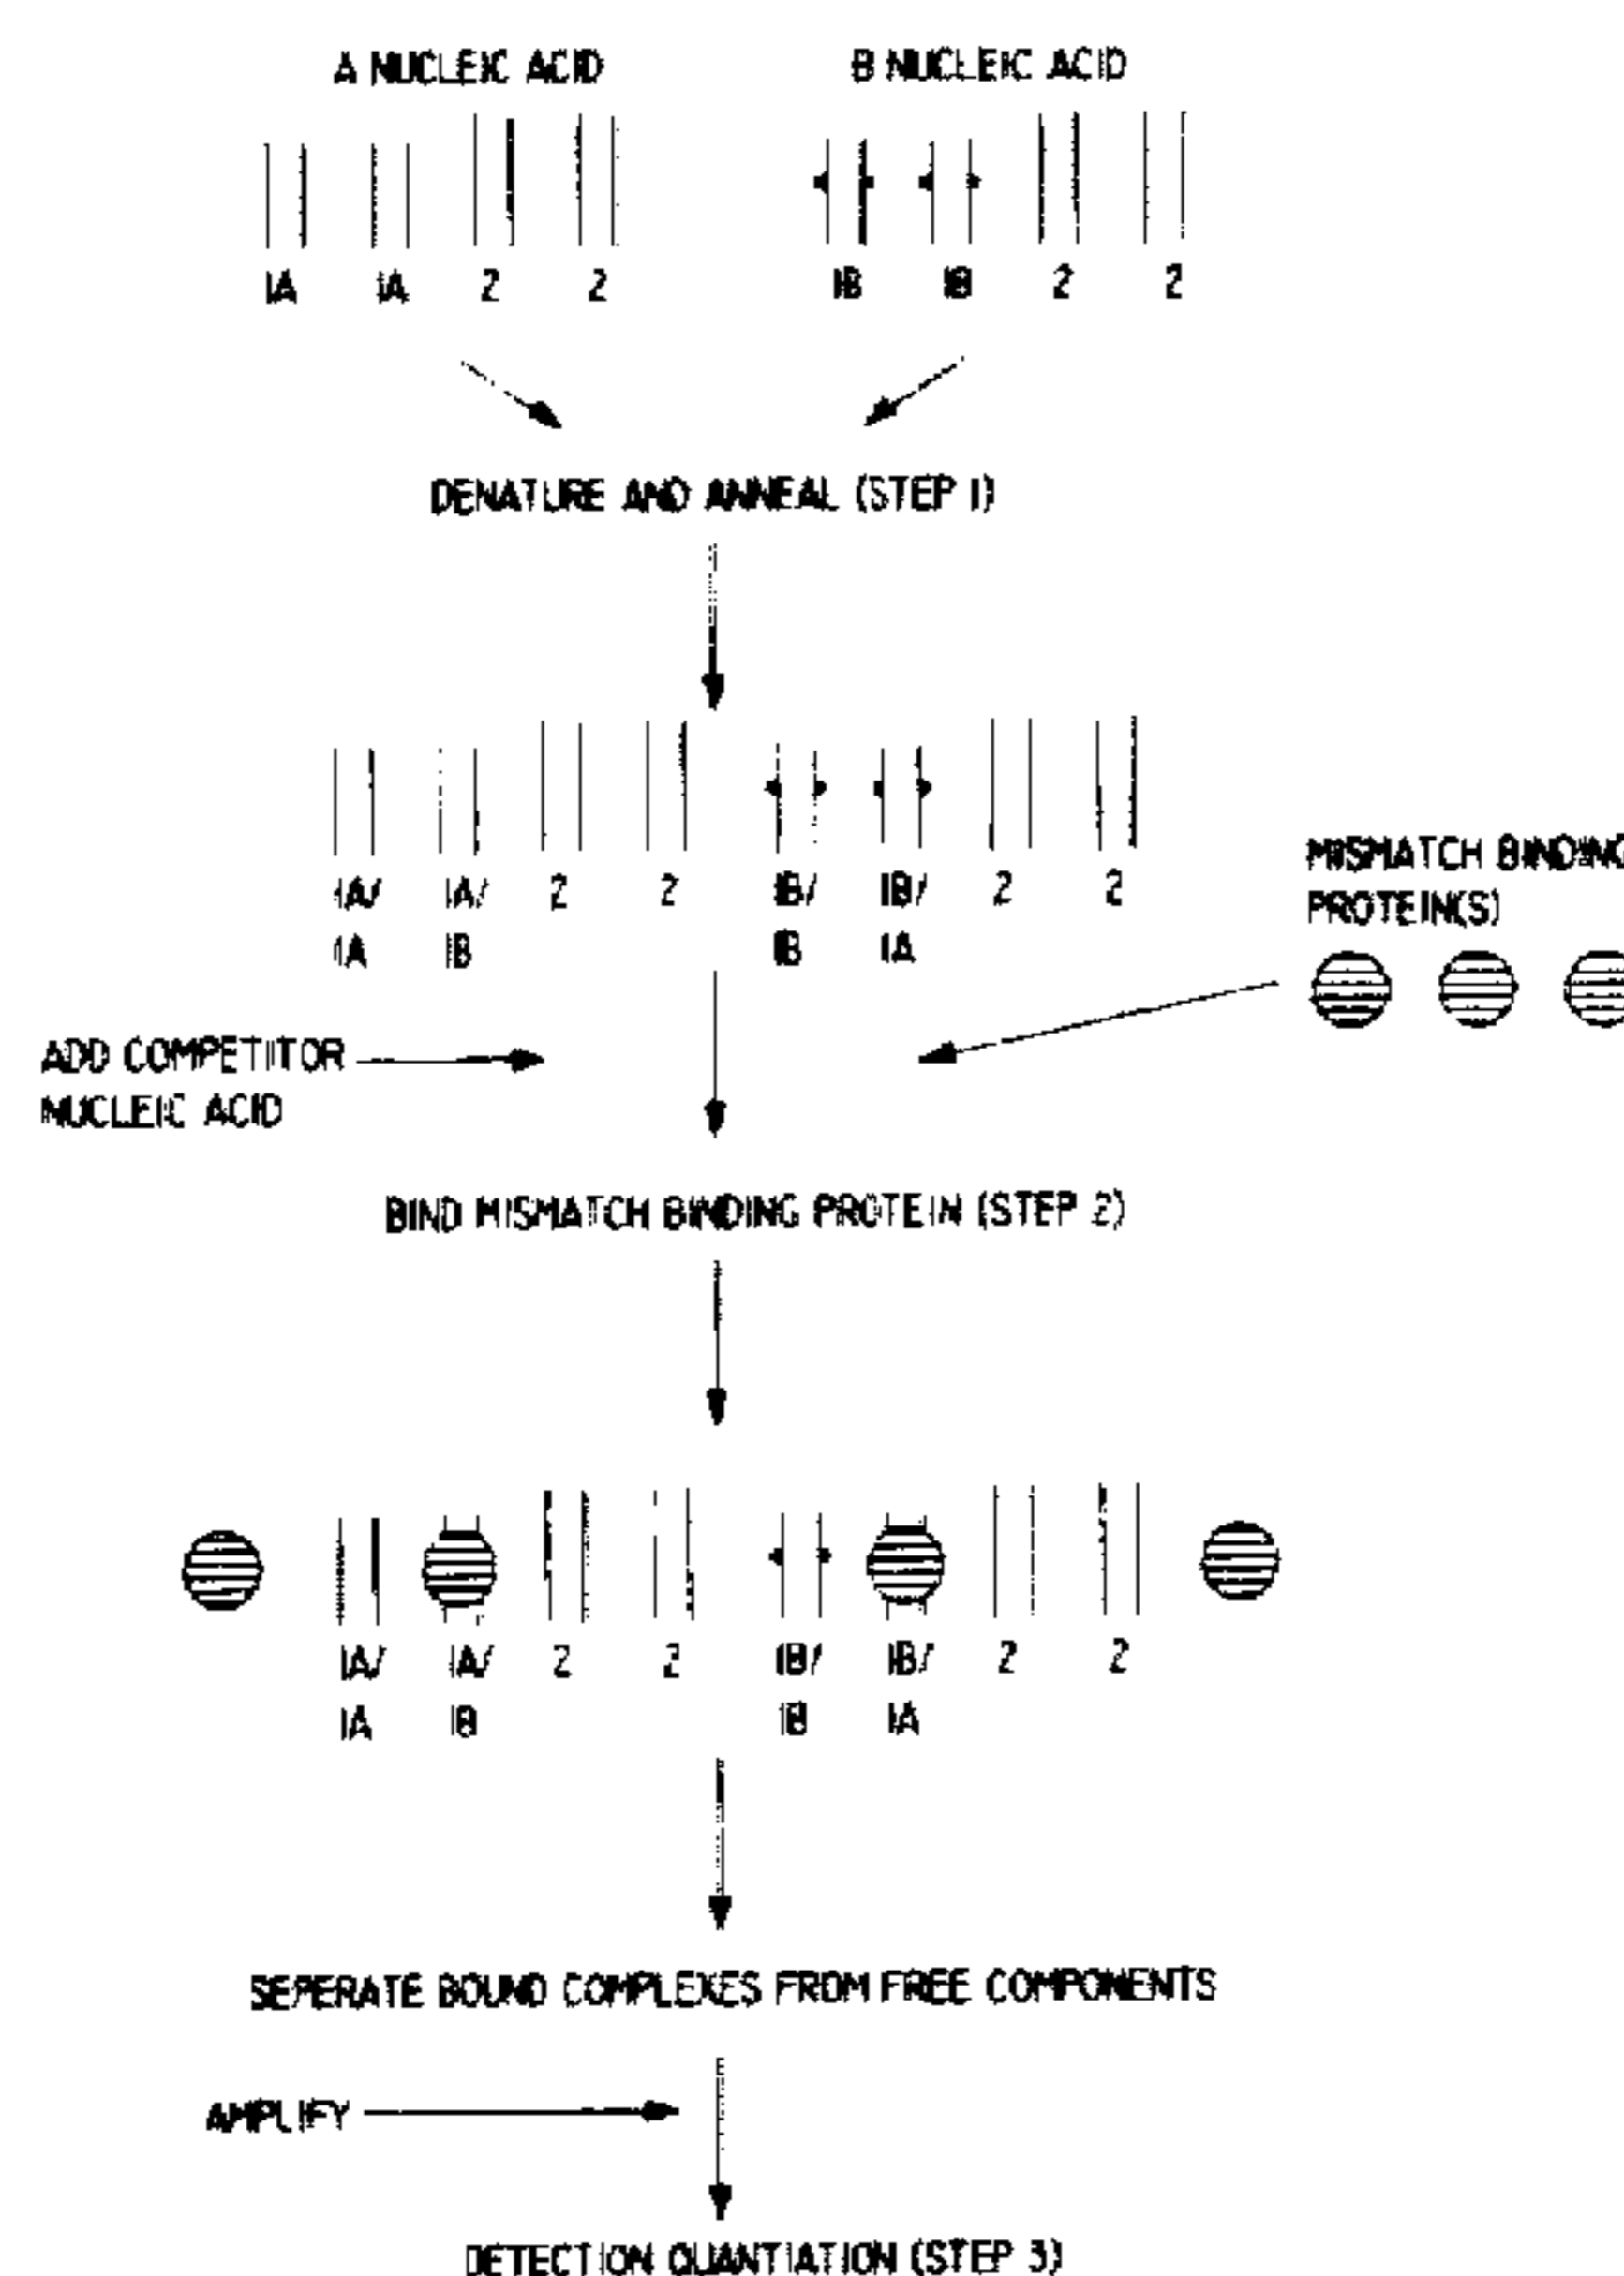 A NUCLEIC ACID B NUCLEIC ACID
1A 1A 2 2 1B 1B 2 2
DENATURE AND ANNEAL (STEP 1)
1A/ 1A/ 2 2 1B/ 1B/ 2 2
1A 1B 1B 1A
MISMATCH BINDING
PROTEIN(S)
ADD COMPETITOR
NUCLEIC ACID
BIND MISMATCH BINDING PROTEIN (STEP 2)
1A/ 1A/ 2 2 1B/ 1B/ 2 2
1A 1B 1B 1A
SEPERATE BOUND COMPLEXES FROM FREE COMPONENTS
AMPLIFY
DETECTION QUANTIATION (STEP 3)